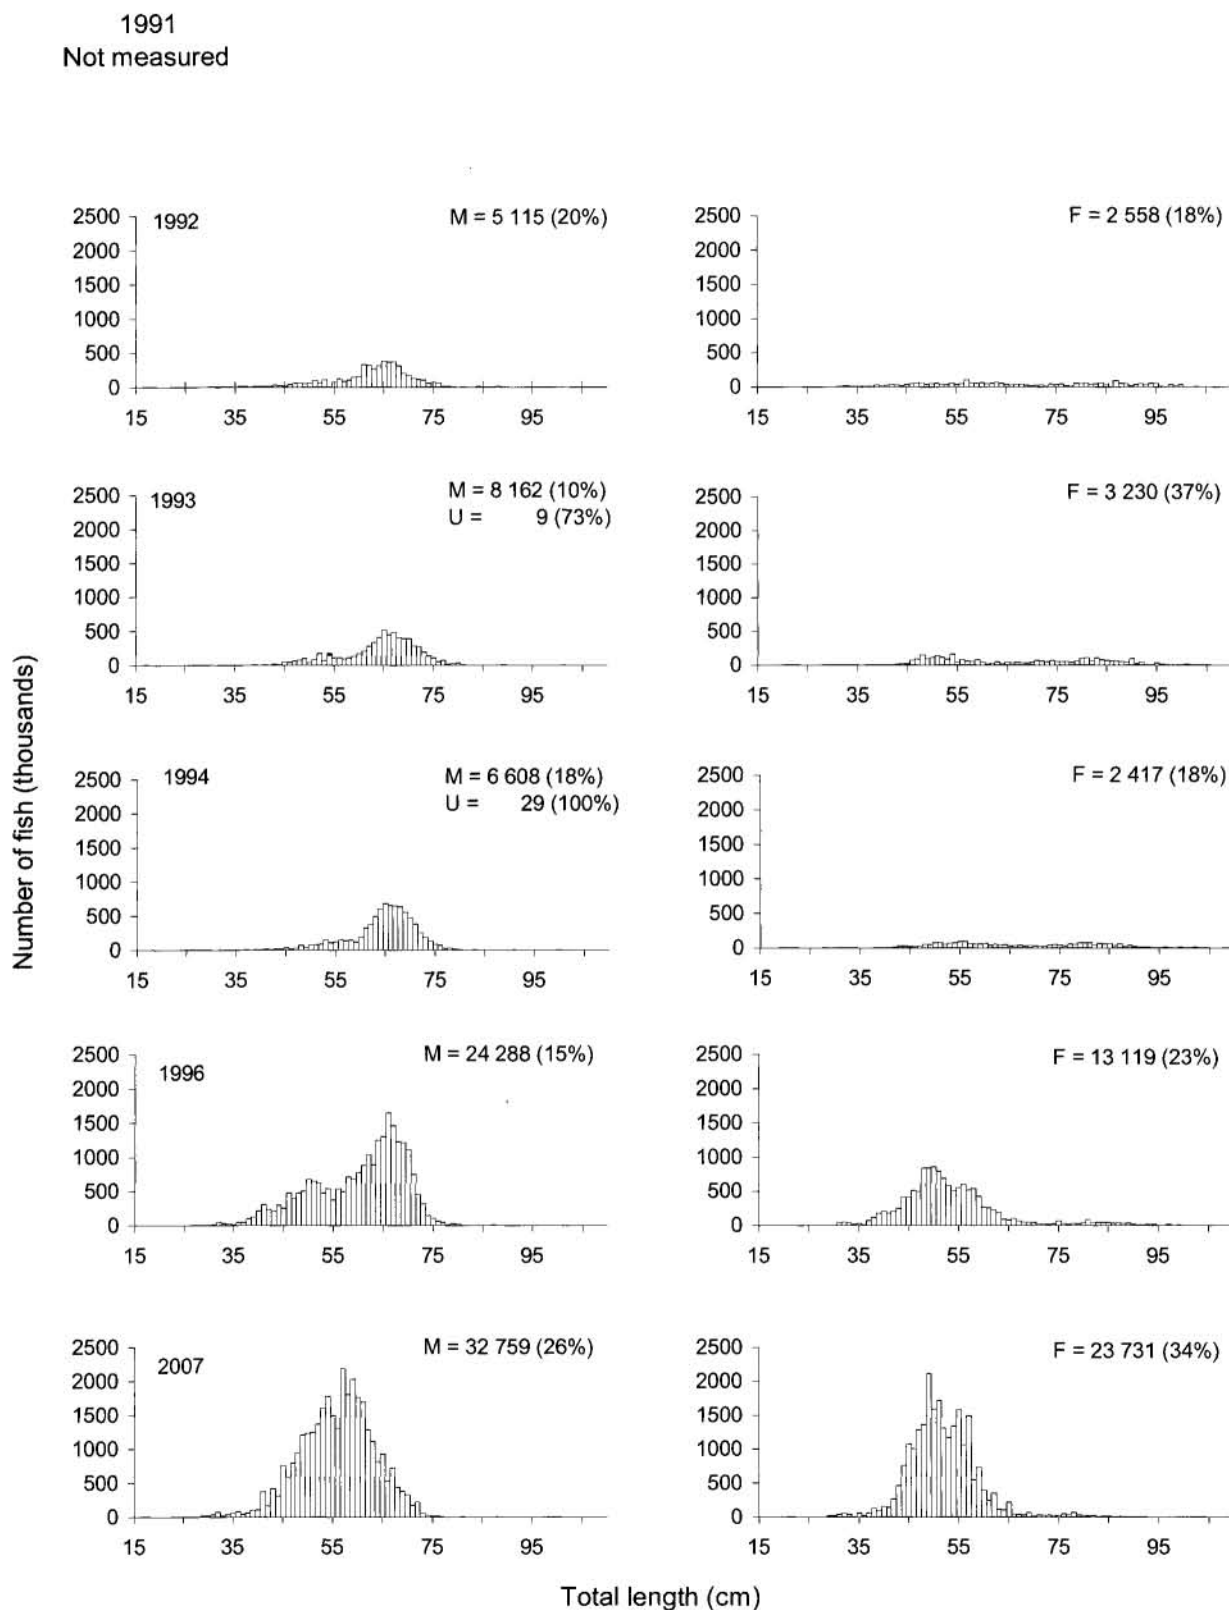 1991
Not measured
2500
2000
1500
1000
500
0
1992
M = 5 115 (20%)
15 35 55 75 95
2500
2000
1500
1000
500
0
F = 2 558 (18%)
15 35 55 75 95
2500
2000
1500
1000
500
0
1993
M = 8 162 (10%)
U = 9 (73%)
15 35 55 75 95
2500
2000
1500
1000
500
0
F = 3 230 (37%)
15 35 55 75 95
Number of fish (thousands)
2500
2000
1500
1000
500
0
1994
M = 6 608 (18%)
U = 29 (100%)
15 35 55 75 95
2500
2000
1500
1000
500
0
F = 2 417 (18%)
15 35 55 75 95
2500
2000
1500
1000
500
0
1996
M = 24 288 (15%)
15 35 55 75 95
2500
2000
1500
1000
500
0
F = 13 119 (23%)
15 35 55 75 95
2500
2000
1500
1000
500
0
2007
M = 32 759 (26%)
15 35 55 75 95
2500
2000
1500
1000
500
0
F = 23 731 (34%)
15 35 55 75 95
Total length (cm)